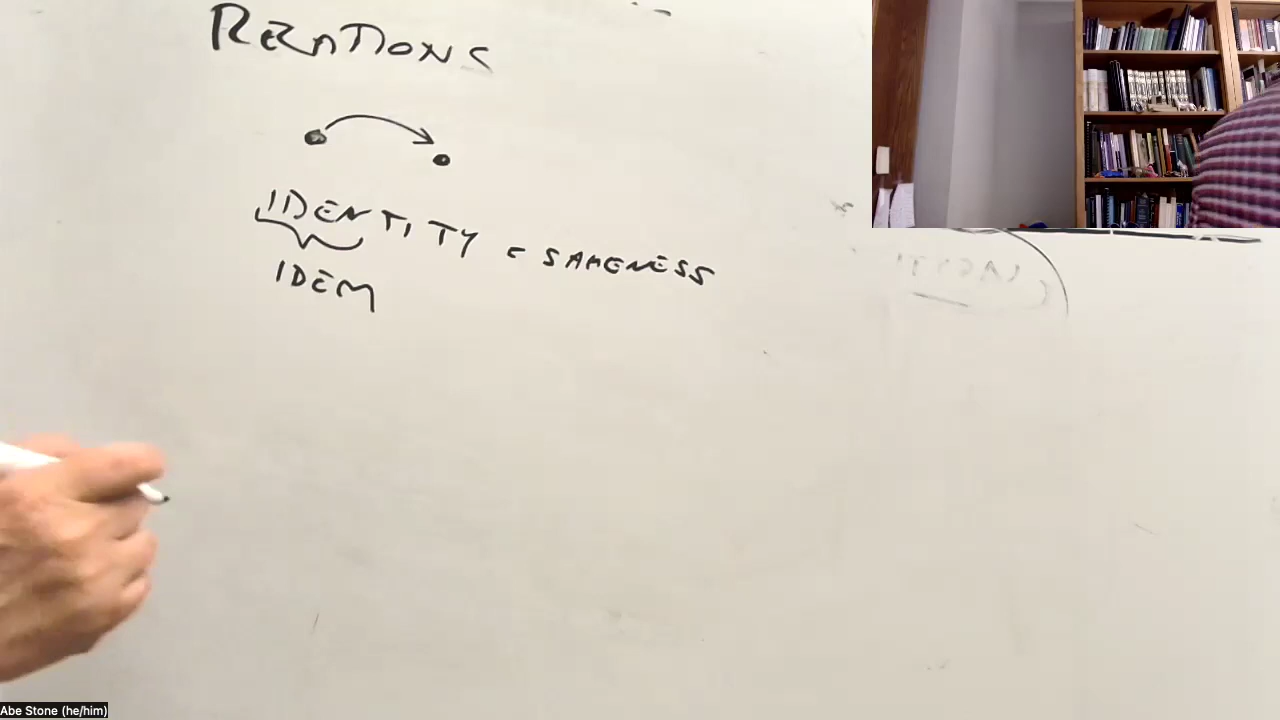 RELATIONS
IDENTITY = SAMENESS
IDEM
Abe Stone (he/him)